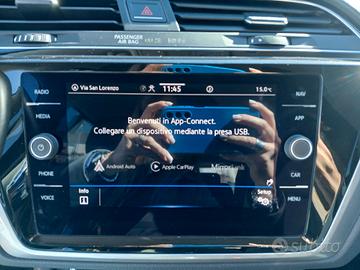 PASSENGER
AIR BAG
RADIO
MEDIA
PHONE
VOICE
Via San Lorenzo
11:45
15.0°C
Benvenuti in App-Connect.
Collegare un dispositivo mediante la presa USB.
Android Auto
Apple CarPlay
MirrorLink
Info
Setup
NAV
APP
CAR
MENU
subito